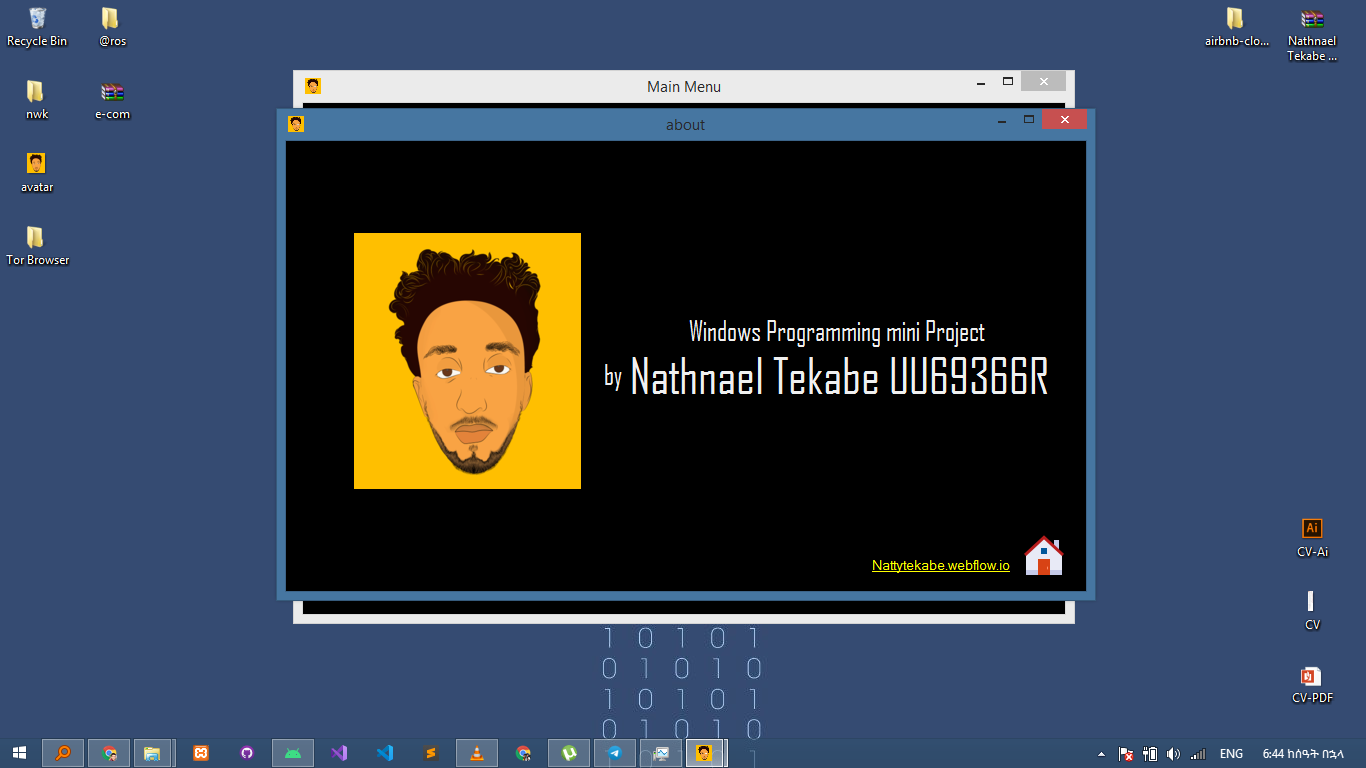 Recycle Bin
@ros
airbnb-clo...
Nathnael
Tekabe ...
nwk
e-com
avatar
Tor Browser
Main Menu
about
Windows Programming mini Project
by Nathnael Tekabe UU69366R
Nattytekabe.webflow.io
Ai
CV-Ai
CV
CV-PDF
1 0 1 0 1
0 1 0 1 0
1 0 1 0 1
0 1 0 1 0
ENG
6:44 ከሰዓት በኋላ